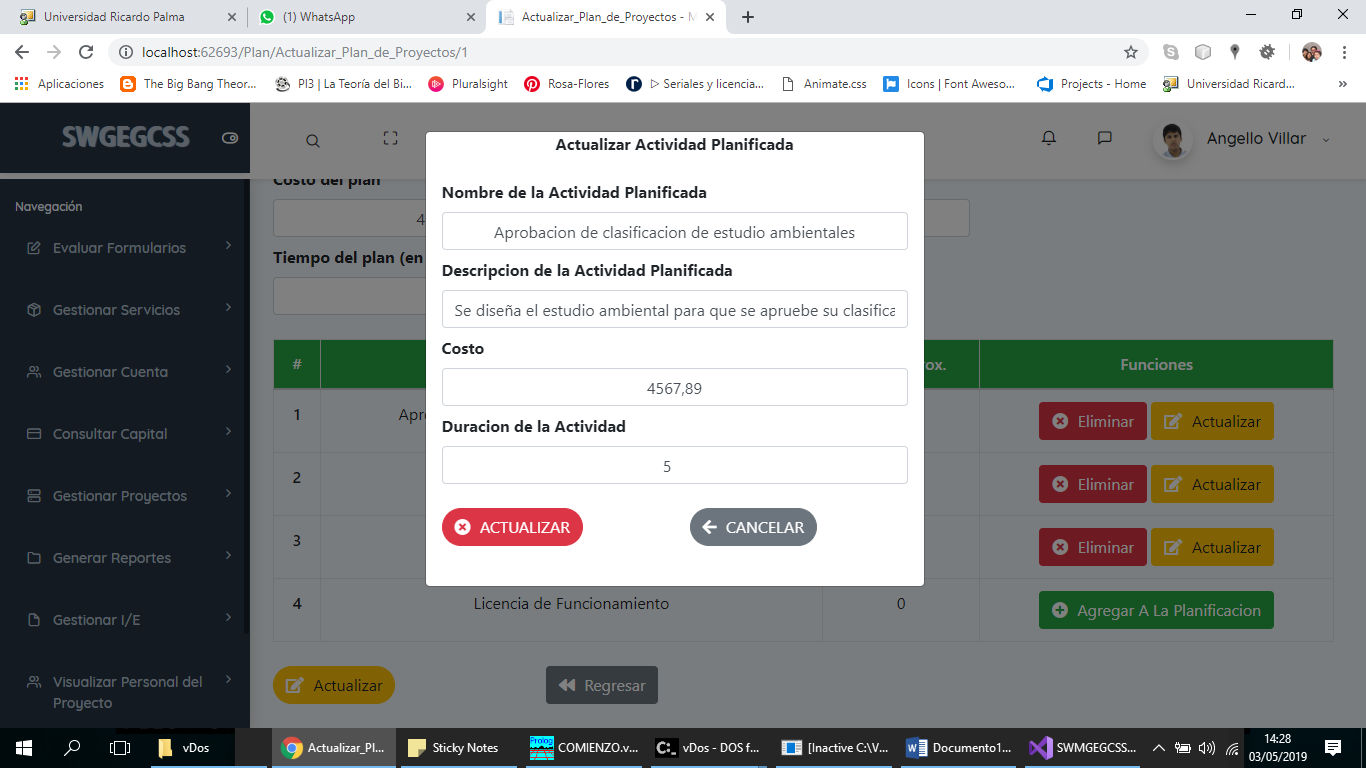 Universidad Ricardo Palma
(1) WhatsApp
Actualizar_Plan_de_Proyectos - M
localhost:62693/Plan/Actualizar_Plan_de_Proyectos/1
Aplicaciones
The Big Bang Theor...
PI3 | La Teoría del Bi...
Pluralsight
Rosa-Flores
▷ Seriales y licencia...
Animate.css
Icons | Font Aweso...
Projects - Home
Universidad Ricard...
»
SWGEGCSS
Angello Villar
Navegación
Evaluar Formularios
Gestionar Servicios
Gestionar Cuenta
Consultar Capital
Gestionar Proyectos
Generar Reportes
Gestionar I/E
Visualizar Personal del
Proyecto
Costo del plan
4
Tiempo del plan (en
Actualizar Actividad Planificada
Nombre de la Actividad Planificada
Aprobacion de clasificacion de estudio ambientales
Descripcion de la Actividad Planificada
Se diseña el estudio ambiental para que se apruebe su clasifica
Costo
4567,89
Duracion de la Actividad
5
ACTUALIZAR
CANCELAR
#
rox.
Funciones
1
Apro
Eliminar
Actualizar
2
Eliminar
Actualizar
3
Eliminar
Actualizar
4
Licencia de Funcionamiento
0
Agregar A La Planificacion
Actualizar
Regresar
vDos
Actualizar_Pl...
Sticky Notes
Prolog
COMIENZO.v...
vDos - DOS f...
[Inactive C:\V...
Documento1...
SWMGEGCSS...
14:28
03/05/2019